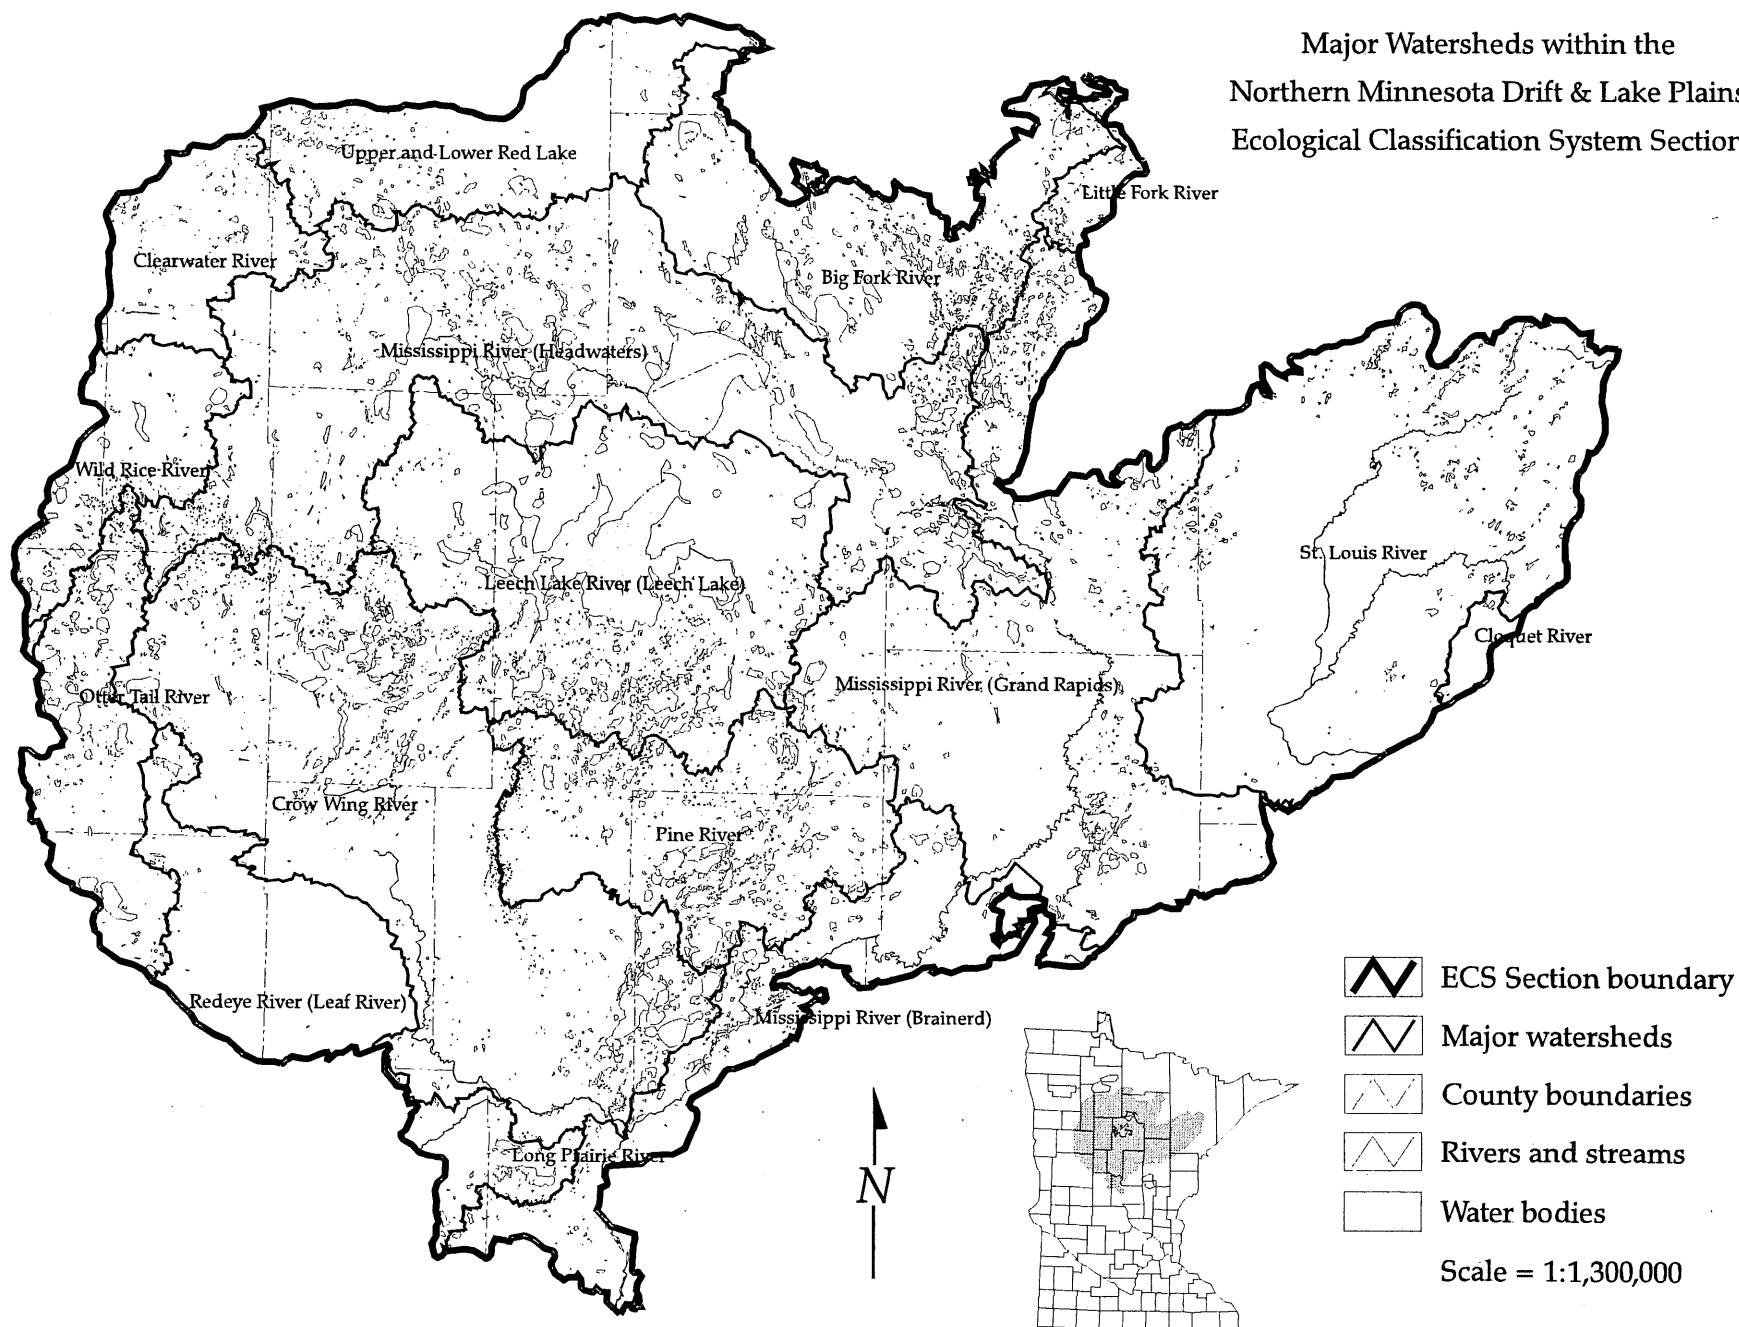 Major Watersheds within the
Northern Minnesota Drift & Lake Plains
Ecological Classification System Section
Upper and Lower Red Lake
Little Fork River
Clearwater River
Big Fork River
Mississippi River (Headwaters)
Wild Rice River
St. Louis River
Leech Lake River (Leech Lake)
Cloquet River
Mississippi River (Grand Rapids)
Otter Tail River
Crow Wing River
Pine River
Redeye River (Leaf River)
Mississippi River (Brainerd)
Long Prairie River
N
ECS Section boundary
Major watersheds
County boundaries
Rivers and streams
Water bodies
Scale = 1:1,300,000